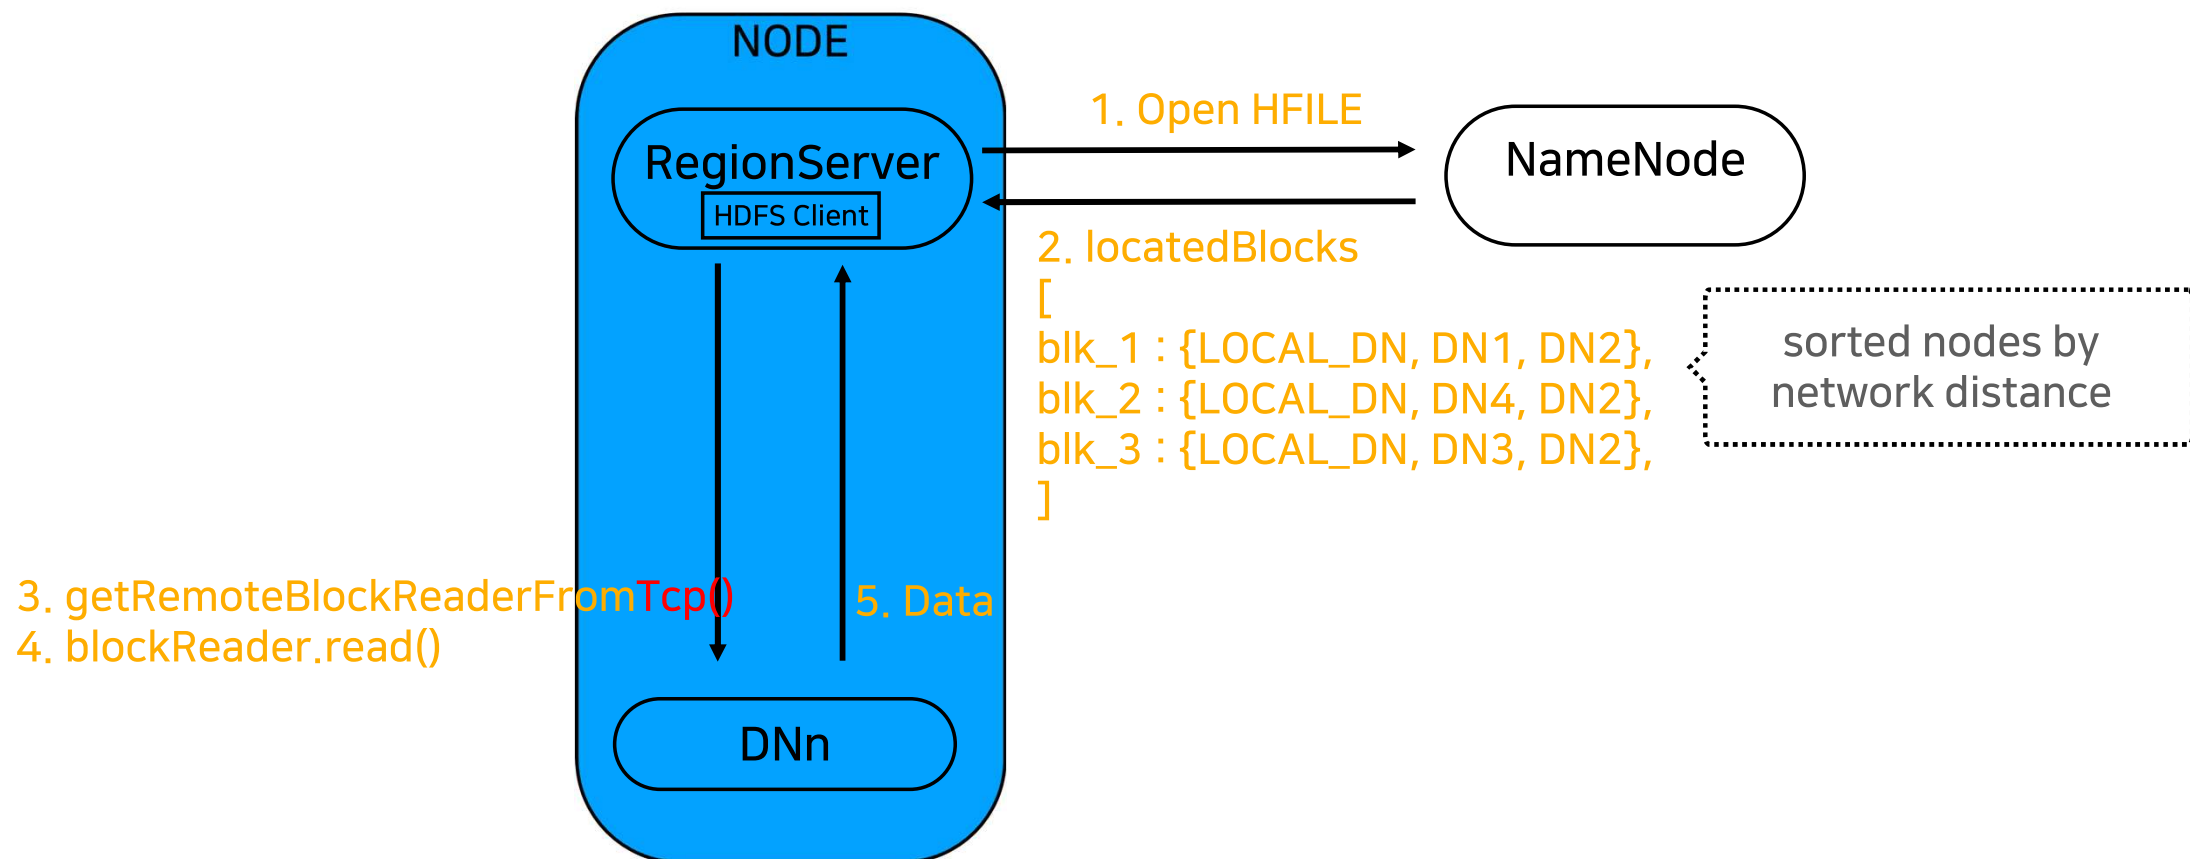 NODE
RegionServer
HDFS Client
1. Open HFILE
NameNode
2. locatedBlocks
[
blk_1 : {LOCAL_DN, DN1, DN2},
blk_2 : {LOCAL_DN, DN4, DN2},
blk_3 : {LOCAL_DN, DN3, DN2},
]
sorted nodes by
network distance
3. getRemoteBlockReaderFromTcp()
4. blockReader.read()
5. Data
DNn